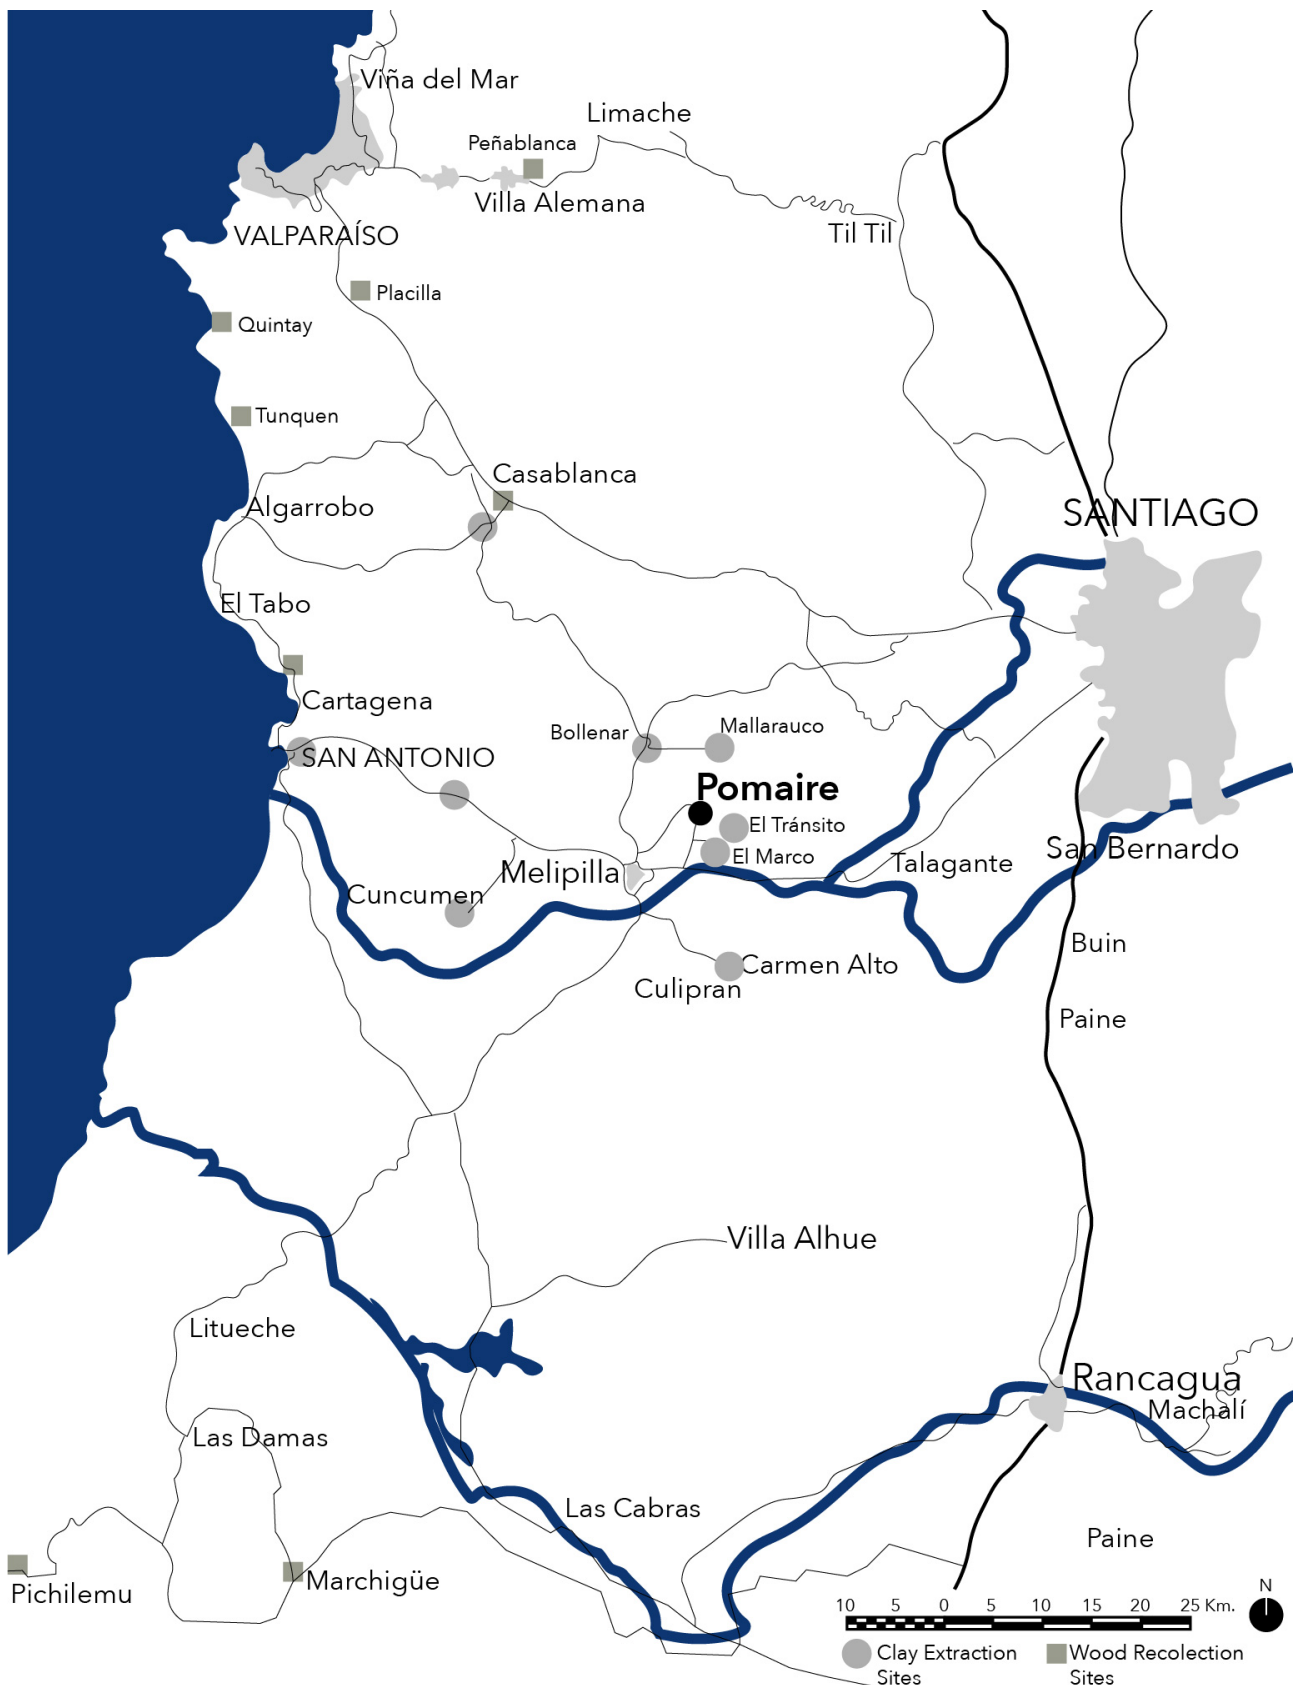 Viña del Mar
Limache
Peñablanca
Villa Alemana
Til Til
VALPARAÍSO
Placilla
Quintay
Tunquen
Casablanca
Algarrobo
SANTIAGO
El Tabo
Cartagena
Bollenar
Mallarauco
SAN ANTONIO
Pomaire
El Tránsito
El Marco
San Bernardo
Talagante
Melipilla
Cuncumen
Buin
Carmen Alto
Culipran
Paine
Villa Alhue
Litueche
Rancagua
Machalí
Las Damas
Las Cabras
Paine
Marchigüe
Pichilemu
N
10 5 0 5 10 15 20 25 Km.
Clay Extraction
Sites
Wood Recolection
Sites